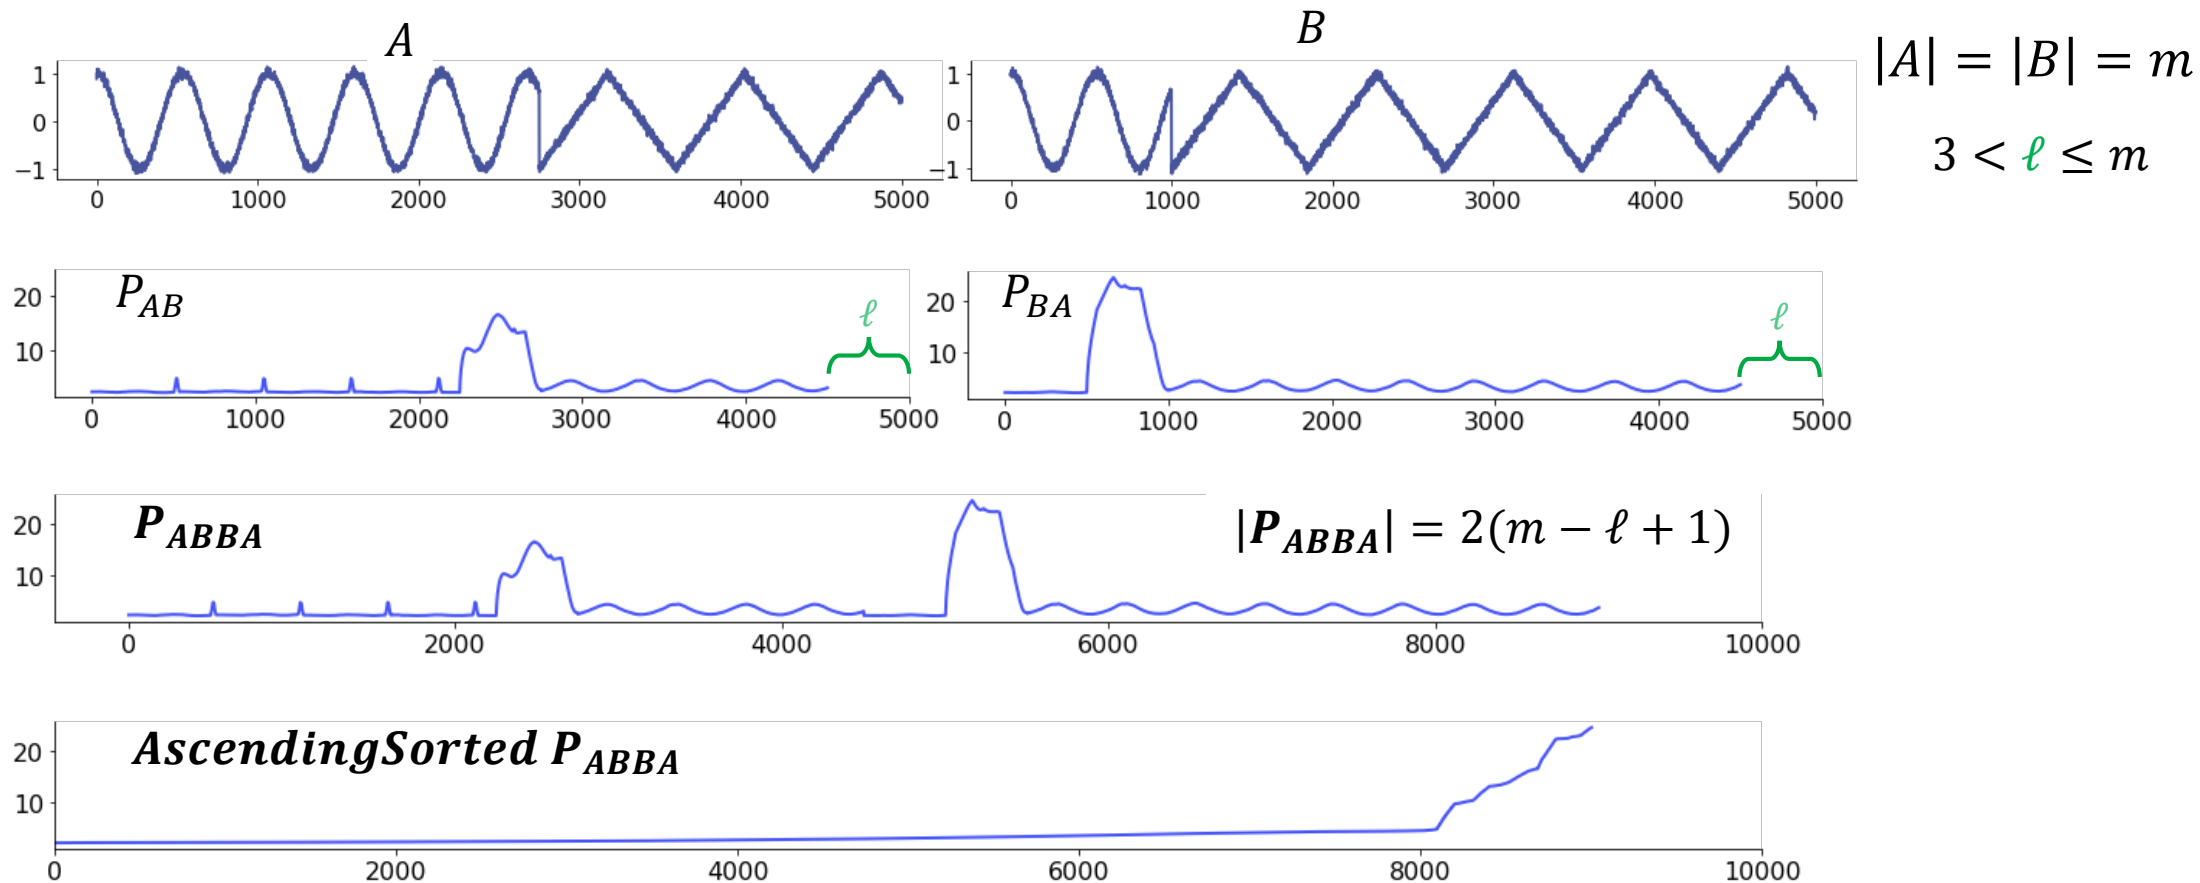 A
B
|A| = |B| = m
3 < ℓ ≤ m
1
0
−1
0 1000 2000 3000 4000 5000
1
0
−1
0 1000 2000 3000 4000 5000
P_AB
ℓ
20
10
0 1000 2000 3000 4000 5000
P_BA
ℓ
20
10
0 1000 2000 3000 4000 5000
P_ABBA
|P_ABBA| = 2(m − ℓ + 1)
20
10
0 2000 4000 6000 8000 10000
AscendingSorted P_ABBA
20
10
0 2000 4000 6000 8000 10000